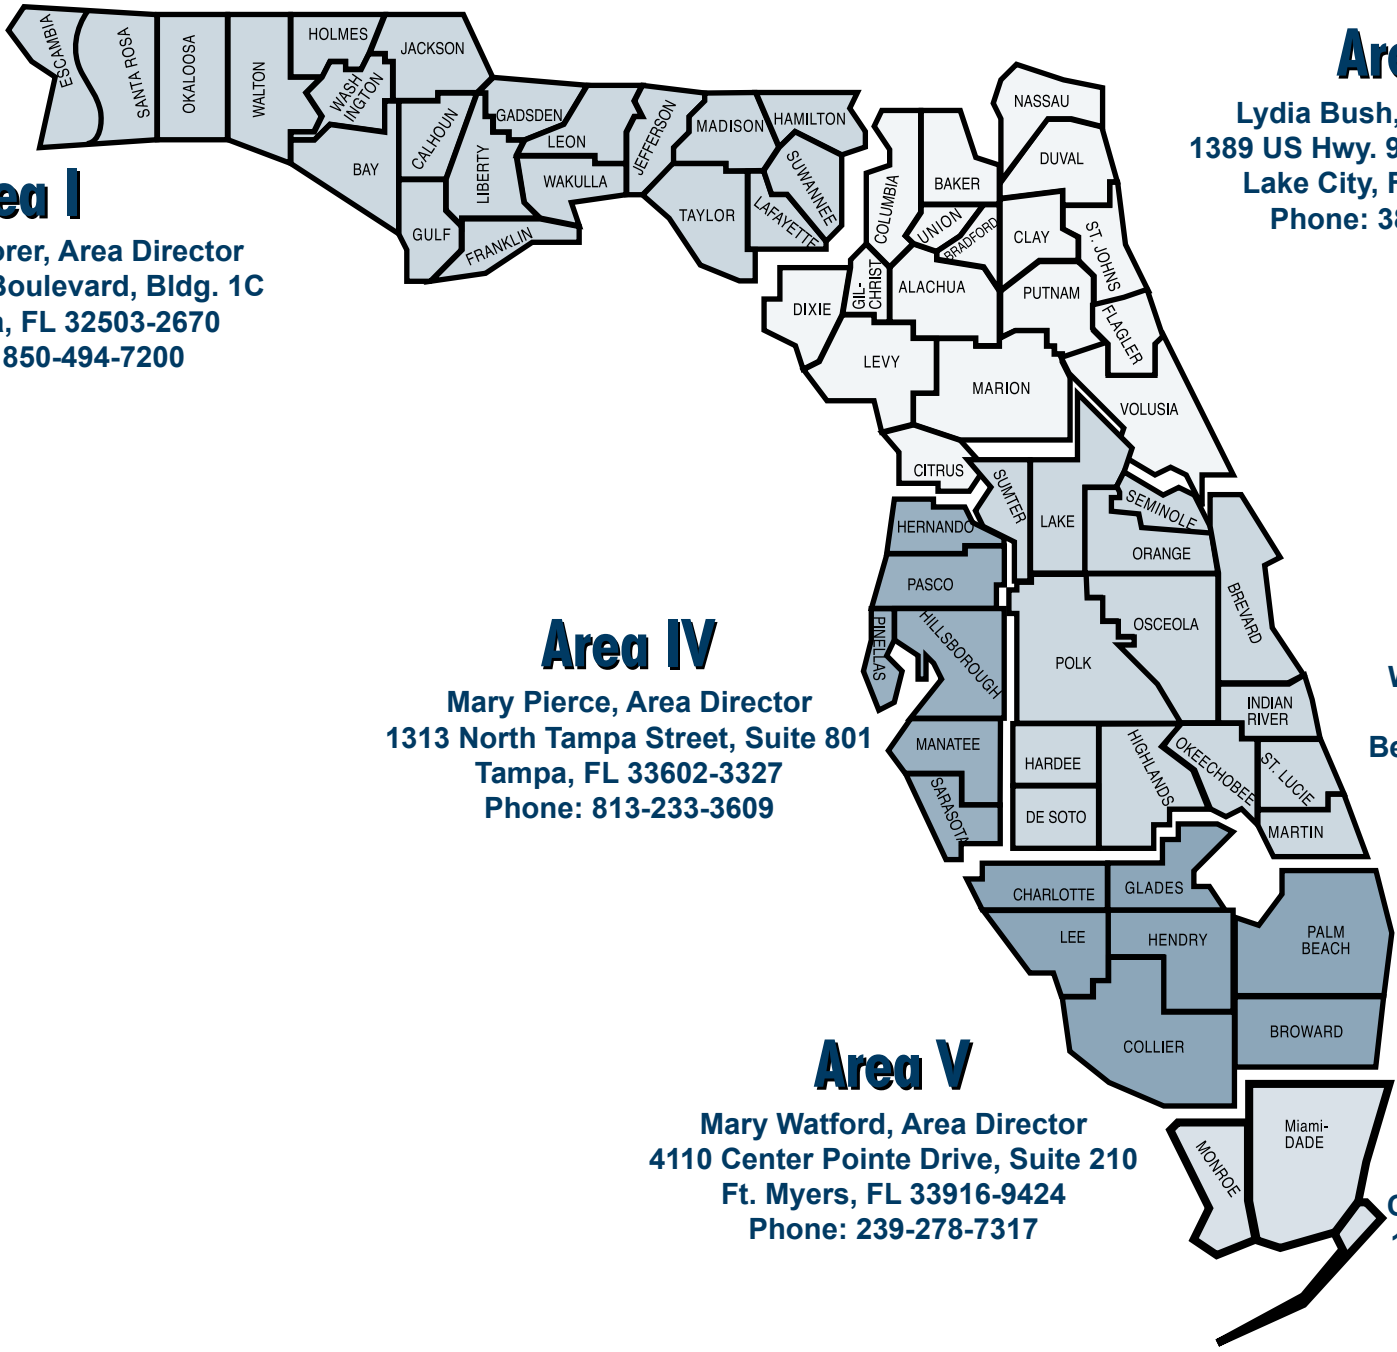 ESCAMBIA
SANTA ROSA
OKALOOSA
WALTON
HOLMES
WASH
INGTON
JACKSON
BAY
CALHOUN
GULF
LIBERTY
GADSDEN
LEON
WAKULLA
FRANKLIN
JEFFERSON
MADISON
TAYLOR
HAMILTON
SUWANNEE
LAFAYETTE
COLUMBIA
BAKER
NASSAU
DUVAL
UNION
BRADFORD
CLAY
ST. JOHNS
DIXIE
GIL-
CHRIST
ALACHUA
PUTNAM
FLAGLER
LEVY
MARION
VOLUSIA
CITRUS
SUMTER
LAKE
SEMINOLE
ORANGE
HERNANDO
PASCO
PINELLAS
HILLSBOROUGH
POLK
OSCEOLA
BREVARD
INDIAN
RIVER
MANATEE
SARASOTA
HARDEE
DE SOTO
HIGHLANDS
OKEECHOBEE
ST. LUCIE
MARTIN
CHARLOTTE
GLADES
LEE
HENDRY
PALM
BEACH
COLLIER
BROWARD
MONROE
Miami-
DADE
ea I
orer, Area Director
Boulevard, Bldg. 1C
a, FL 32503-2670
850-494-7200
Are
Lydia Bush,
1389 US Hwy. 9
Lake City, F
Phone: 38
Area IV
Mary Pierce, Area Director
1313 North Tampa Street, Suite 801
Tampa, FL 33602-3327
Phone: 813-233-3609
Be
Area V
Mary Watford, Area Director
4110 Center Pointe Drive, Suite 210
Ft. Myers, FL 33916-9424
Phone: 239-278-7317